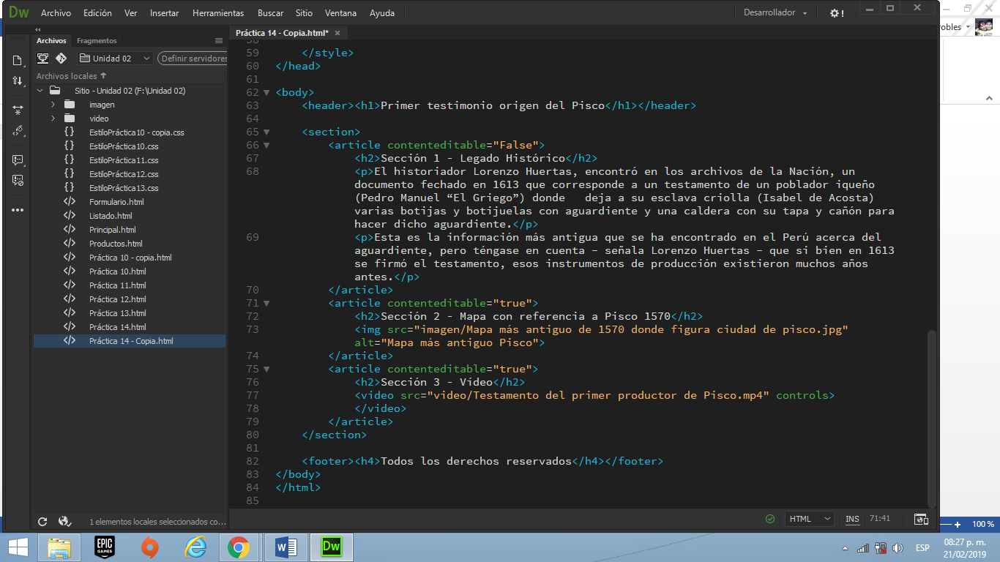 Dw Archivo Edición Ver Insertar Herramientas Buscar Sitio Ventana Ayuda Desarrollador
robles
Archivos Fragmentos
Práctica 14 - Copia.html*
Unidad 02 Definir servidores
Archivos locales
Sitio - Unidad 02 (F:\Unidad 02)
imagen
video
EstiloPráctica10 - copia.css
EstiloPráctica10.css
EstiloPráctica11.css
EstiloPráctica12.css
EstiloPráctica13.css
Formulario.html
Listado.html
Principal.html
Productos.html
Práctica 10 - copia.html
Práctica 10.html
Práctica 11.html
Práctica 12.html
Práctica 13.html
Práctica 14.html
Práctica 14 - Copia.html
1 elementos locales seleccionados co...
58
59 </style>
60 </head>
61
62 <body>
63 <header><h1>Primer testimonio origen del Pisco</h1></header>
64
65 <section>
66 <article contenteditable="False">
67 <h2>Sección 1 - Legado Histórico</h2>
68 <p>El historiador Lorenzo Huertas, encontró en los archivos de la Nación, un
documento fechado en 1613 que corresponde a un testamento de un poblador iqueño
(Pedro Manuel “El Griego”) donde   deja a su esclava criolla (Isabel de Acosta)
varias botijas y botijuelas con aguardiente y una caldera con su tapa y cañón para
hacer dicho aguardiente.</p>
69 <p>Esta es la información más antigua que se ha encontrado en el Perú acerca del
aguardiente, pero téngase en cuenta – señala Lorenzo Huertas – que si bien en 1613
se firmó el testamento, esos instrumentos de producción existieron muchos años
antes.</p>
70 </article>
71 <article contenteditable="true">
72 <h2>Sección 2 - Mapa con referencia a Pisco 1570</h2>
73 <img src="imagen/Mapa más antiguo de 1570 donde figura ciudad de pisco.jpg"
alt="Mapa más antiguo Pisco">
74 </article>
75 <article contenteditable="true">
76 <h2>Sección 3 - Vídeo</h2>
77 <video src="video/Testamento del primer productor de Pisco.mp4" controls>
78 </video>
79 </article>
80 </section>
81
82 <footer><h4>Todos los derechos reservados</h4></footer>
83 </body>
84 </html>
85
HTML INS 71:41
100 %
EPIC GAMES
Dw
ESP
08:27 p. m.
21/02/2019